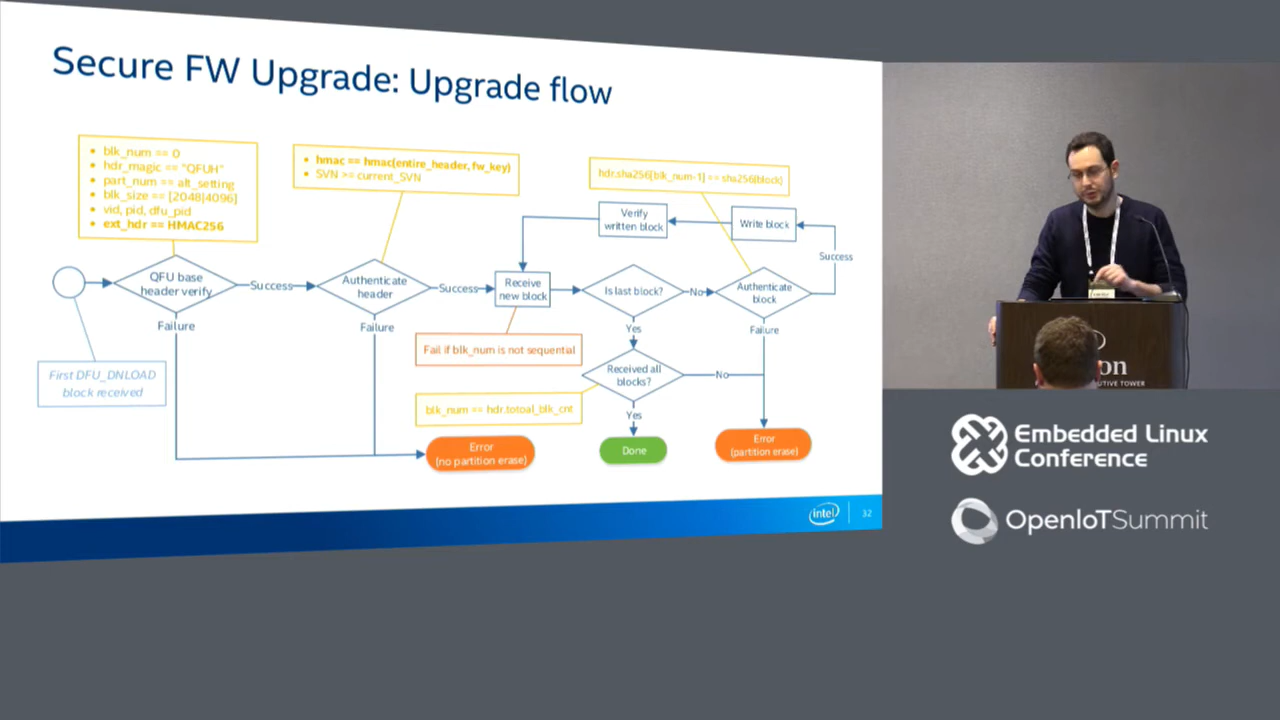 Secure FW Upgrade: Upgrade flow
• blk_num == 0
• hdr_magic == "QFUH"
• part_num == alt_setting
• blk_size == [2048|4096]
• vid, pid, dfu_pid
• ext_hdr == HMAC256
• hmac == hmac(entire_header, fw_key)
• SVN >= current_SVN
hdr.sha256[blk_num-1] == sha256(block)
Verify
written block
Write block
Success
QFU base
header verify
Success
Authenticate
header
Success
Receive
new block
Is last block?
No
Authenticate
block
Failure
Failure
Yes
Failure
Fail if blk_num is not sequential
First DFU_DNLOAD
block received
Received all
blocks?
No
blk_num == hdr.totoal_blk_cnt
Yes
Error
(no partition erase)
Done
Error
(partition erase)
intel
32
ECUTIVE TOWER
Embedded Linux
Conference
OpenIoTSummit